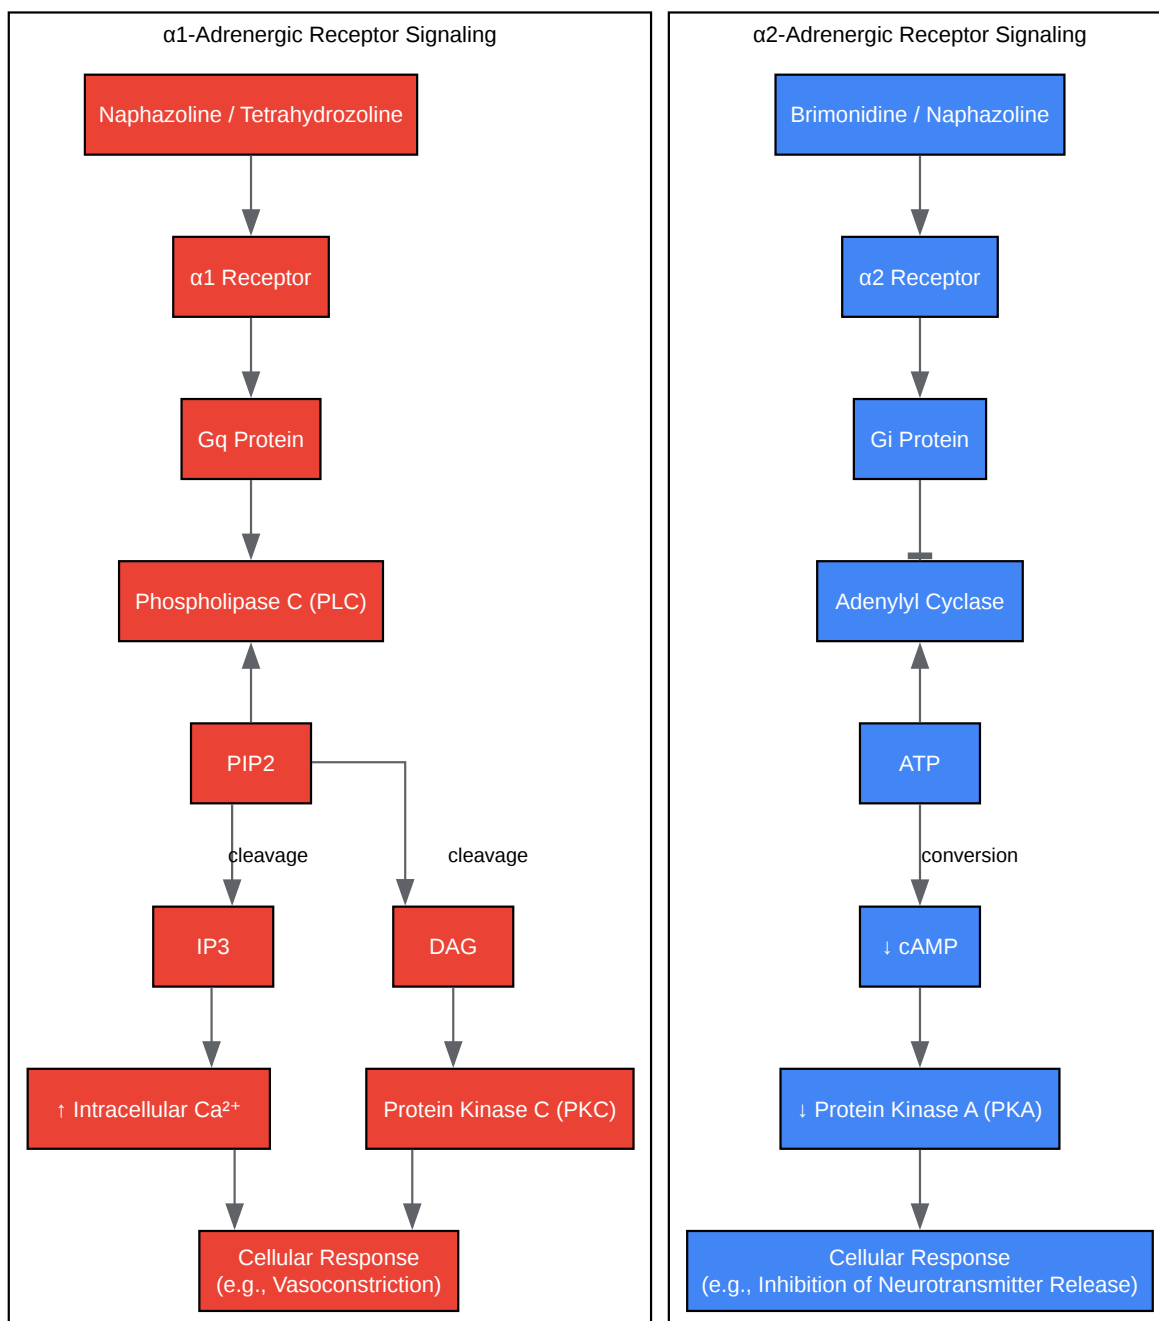 α1-Adrenergic Receptor Signaling
Naphazoline / Tetrahydrozoline
α1 Receptor
Gq Protein
Phospholipase C (PLC)
PIP2
cleavage
cleavage
IP3
DAG
↑ Intracellular Ca²⁺
Protein Kinase C (PKC)
Cellular Response
(e.g., Vasoconstriction)
α2-Adrenergic Receptor Signaling
Brimonidine / Naphazoline
α2 Receptor
Gi Protein
Adenylyl Cyclase
ATP
conversion
↓ cAMP
↓ Protein Kinase A (PKA)
Cellular Response
(e.g., Inhibition of Neurotransmitter Release)